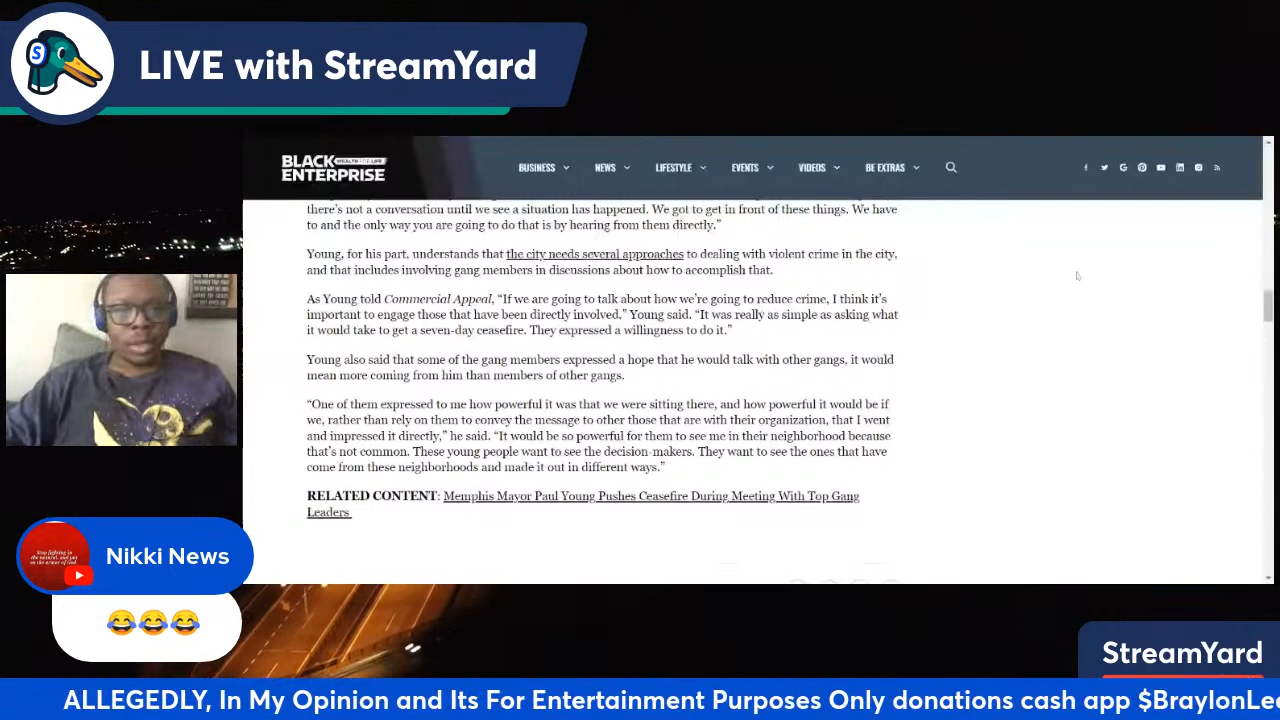 LIVE with StreamYard
BLACK WEALTH FOR LIFE
ENTERPRISE
BUSINESS NEWS LIFESTYLE EVENTS VIDEOS BE EXTRAS
there’s not a conversation until we see a situation has happened. We got to get in front of these things. We have
to and the only way you are going to do that is by hearing from them directly.”
Young, for his part, understands that the city needs several approaches to dealing with violent crime in the city,
and that includes involving gang members in discussions about how to accomplish that.
As Young told Commercial Appeal, “If we are going to talk about how we’re going to reduce crime, I think it’s
important to engage those that have been directly involved,” Young said. “It was really as simple as asking what
it would take to get a seven-day ceasefire. They expressed a willingness to do it.”
Young also said that some of the gang members expressed a hope that he would talk with other gangs, it would
mean more coming from him than members of other gangs.
“One of them expressed to me how powerful it was that we were sitting there, and how powerful it would be if
we, rather than rely on them to convey the message to other those that are with their organization, that I went
and impressed it directly,” he said. “It would be so powerful for them to see me in their neighborhood because
that’s not common. These young people want to see the decision-makers. They want to see the ones that have
come from these neighborhoods and made it out in different ways.”
RELATED CONTENT: Memphis Mayor Paul Young Pushes Ceasefire During Meeting With Top Gang
Leaders
Stop fighting in
the natural, and put
on the armor of God.
Nikki News
😂😂😂
StreamYard
ALLEGEDLY, In My Opinion and Its For Entertainment Purposes Only donations cash app $BraylonLe